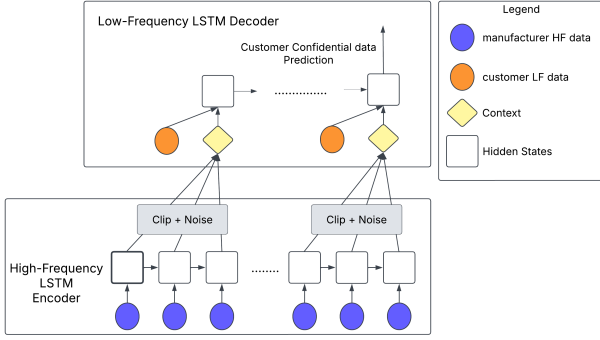 Low-Frequency LSTM Decoder
Customer Confidential data
Prediction
...............
Clip + Noise
Clip + Noise
High-Frequency
LSTM
Encoder
........
Legend
manufacturer HF data
customer LF data
Context
Hidden States